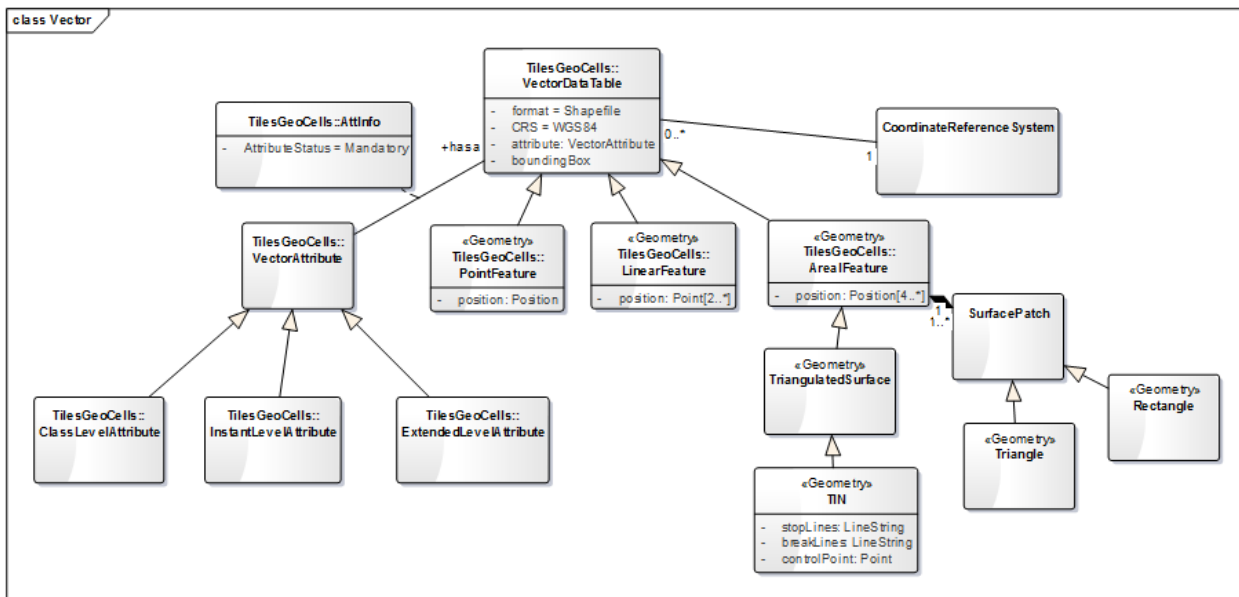 class Vector
TilesGeoCells::
VectorDataTable
- format = Shapefile
- CRS = WGS84
- attribute: VectorAttribute
- boundingBox
TilesGeoCells::AttInfo
- AttributeStatus = Mandatory
+hasa
0..*
1
CoordinateReferenceSystem
TilesGeoCells::
VectorAttribute
«Geometry»
TilesGeoCells::
PointFeature
- position: Position
«Geometry»
TilesGeoCells::
LinearFeature
- position: Point[2..*]
«Geometry»
TilesGeoCells::
ArealFeature
- position: Position[4..*]
1
1..*
SurfacePatch
«Geometry»
TriangulatedSurface
«Geometry»
Rectangle
TilesGeoCells::
ClassLevelAttribute
TilesGeoCells::
InstantLevelAttribute
TilesGeoCells::
ExtendedLevelAttribute
«Geometry»
Triangle
«Geometry»
TIN
- stopLines: LineString
- breakLines: LineString
- controlPoint: Point